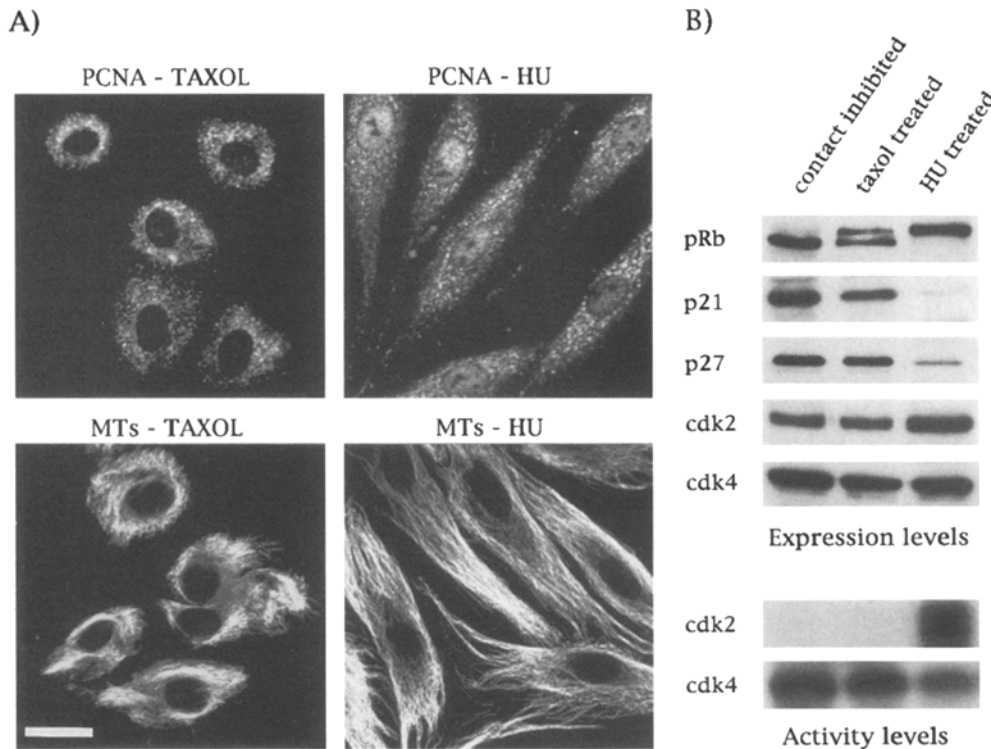 A)
PCNA - TAXOL
PCNA - HU
MTs - TAXOL
MTs - HU
B)
contact inhibited
taxol treated
HU treated
pRb
p21
p27
cdk2
cdk4
Expression levels
cdk2
cdk4
Activity levels